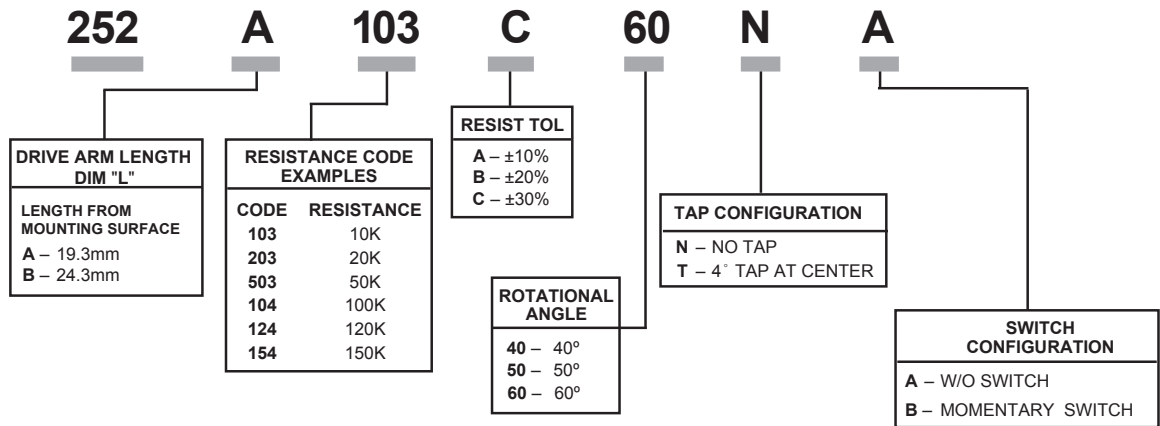 252 A 103 C 60 N A
DRIVE ARM LENGTH
DIM "L"
LENGTH FROM
MOUNTING SURFACE
A – 19.3mm
B – 24.3mm
RESISTANCE CODE
EXAMPLES
CODE RESISTANCE
103 10K
203 20K
503 50K
104 100K
124 120K
154 150K
RESIST TOL
A – ±10%
B – ±20%
C – ±30%
ROTATIONAL
ANGLE
40 – 40º
50 – 50º
60 – 60º
TAP CONFIGURATION
N – NO TAP
T – 4° TAP AT CENTER
SWITCH
CONFIGURATION
A – W/O SWITCH
B – MOMENTARY SWITCH